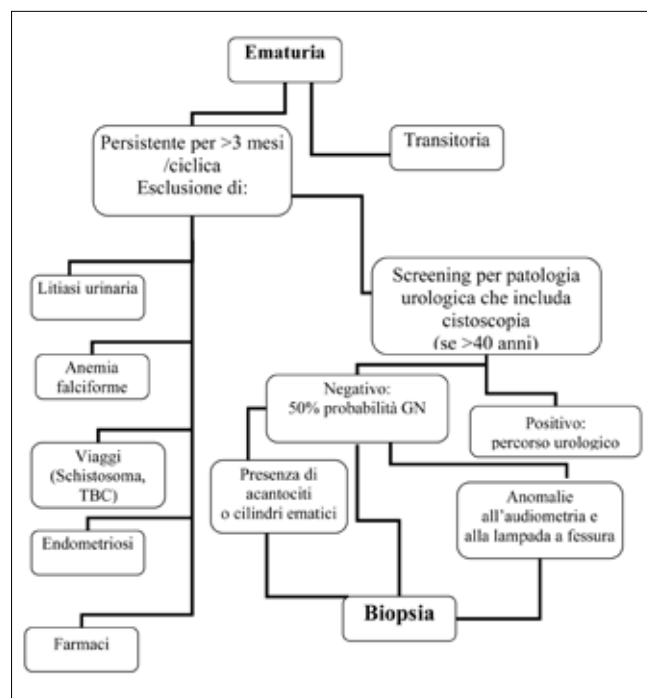 Ematuria
Persistente per >3 mesi
/ciclica
Esclusione di:
Transitoria
Litiasi urinaria
Anemia
falciforme
Viaggi
(Schistosoma,
TBC)
Endometriosi
Farmaci
Screening per patologia
urologica che includa
cistoscopia
(se >40 anni)
Negativo:
50% probabilità GN
Positivo:
percorso urologico
Presenza di
acantociti
o cilindri ematici
Anomalie
all'audiometria e
alla lampada a fessura
Biopsia